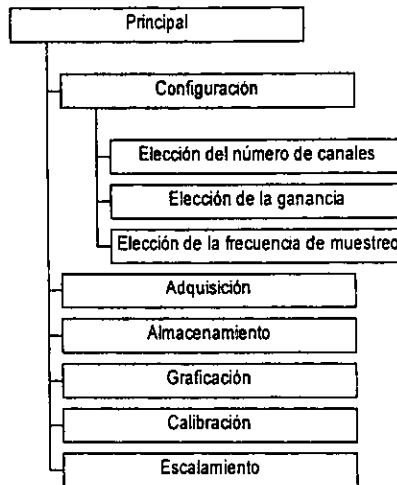 Principal
Configuración
Elección del número de canales
Elección de la ganancia
Elección de la frecuencia de muestreo
Adquisición
Almacenamiento
Graficación
Calibración
Escalamiento